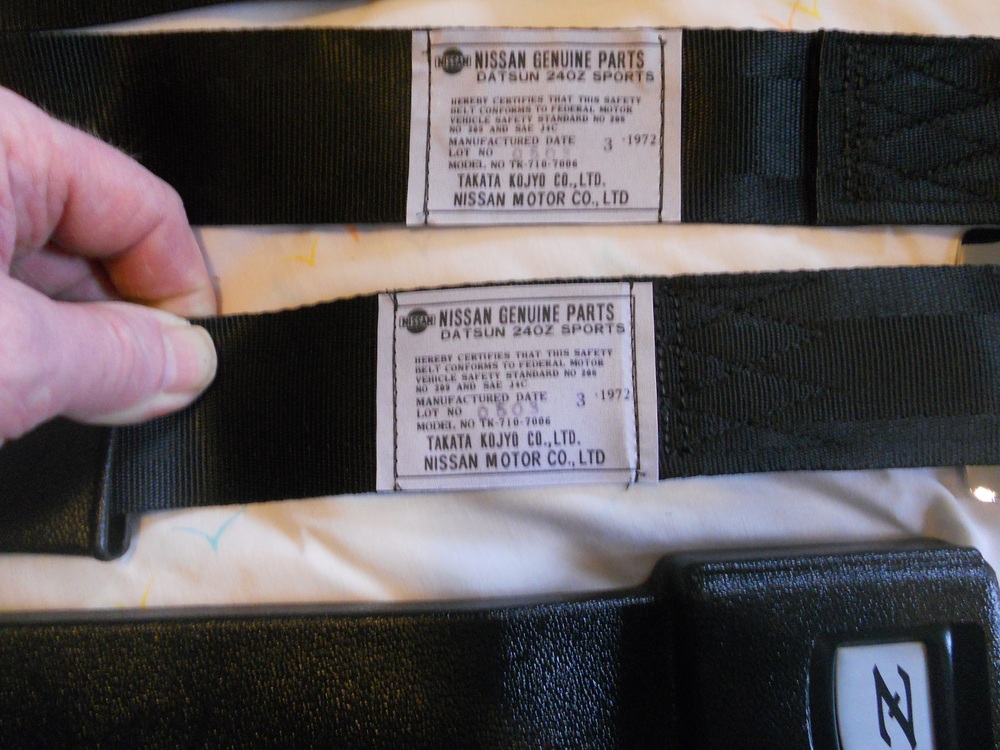 NISSAN
NISSAN GENUINE PARTS
DATSUN 240Z SPORTS
HEREBY CERTIFIES THAT THIS SAFETY
BELT CONFORMS TO FEDERAL MOTOR
VEHICLE SAFETY STANDARD NO 208
NO 209 AND SAE J4C
MANUFACTURED DATE 3 ·1972
LOT NO
MODEL. NO TK-710-7006
TAKATA KOJYO CO.,LTD.
NISSAN MOTOR CO., LTD
NISSAN
NISSAN GENUINE PARTS
DATSUN 240Z SPORTS
HEREBY CERTIFIES THAT THIS SAFETY
BELT CONFORMS TO FEDERAL MOTOR
VEHICLE SAFETY STANDARD NO 208
NO 209 AND SAE J4C
MANUFACTURED DATE 3 ·1972
LOT NO 0503
MODEL. NO TK-710-7006
TAKATA KOJYO CO.,LTD.
NISSAN MOTOR CO., LTD
Z